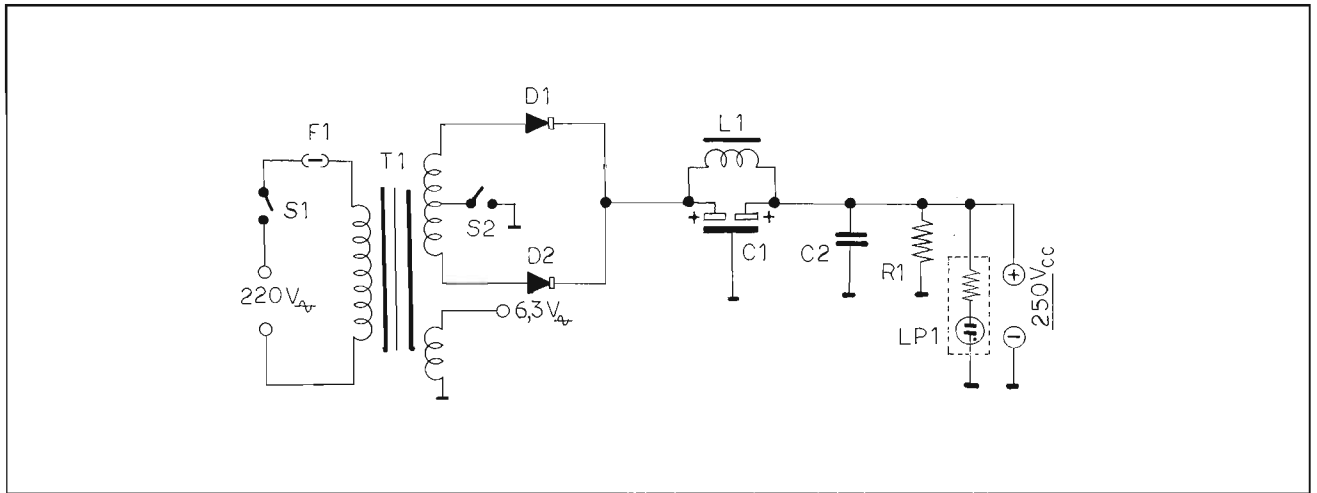 D1
F1
T1
L1
S1
S2
+
+
C1
C2
R1
D2
220V∿
6,3V∿
LP1
+
−
250Vcc